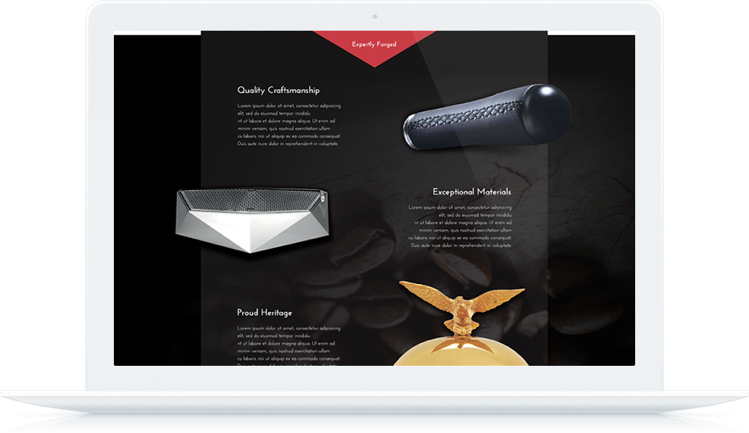 Expertly Forged
Quality Craftsmanship
Lorem ipsum dolor sit amet, consectetur adipiscing
elit, sed do eiusmod tempor incididu
nt ut labore et dolore magna aliqua. Ut enim ad
minim veniam, quis nostrud exercitation ullam
co laboris nisi ut aliquip ex ea commodo consequat.
Duis aute irure dolor in reprehenderit in voluptate.
Exceptional Materials
Lorem ipsum dolor sit amet, consectetur adipiscing
elit, sed do eiusmod tempor incididu
nt ut labore et dolore magna aliqua. Ut enim ad
minim veniam, quis nostrud exercitation ullam
co laboris nisi ut aliquip ex ea commodo consequat.
Duis aute irure dolor in reprehenderit in voluptate.
Proud Heritage
Lorem ipsum dolor sit amet, consectetur adipiscing
elit, sed do eiusmod tempor incididu
nt ut labore et dolore magna aliqua. Ut enim ad
minim veniam, quis nostrud exercitation ullam
co laboris nisi ut aliquip ex ea commodo consequat.